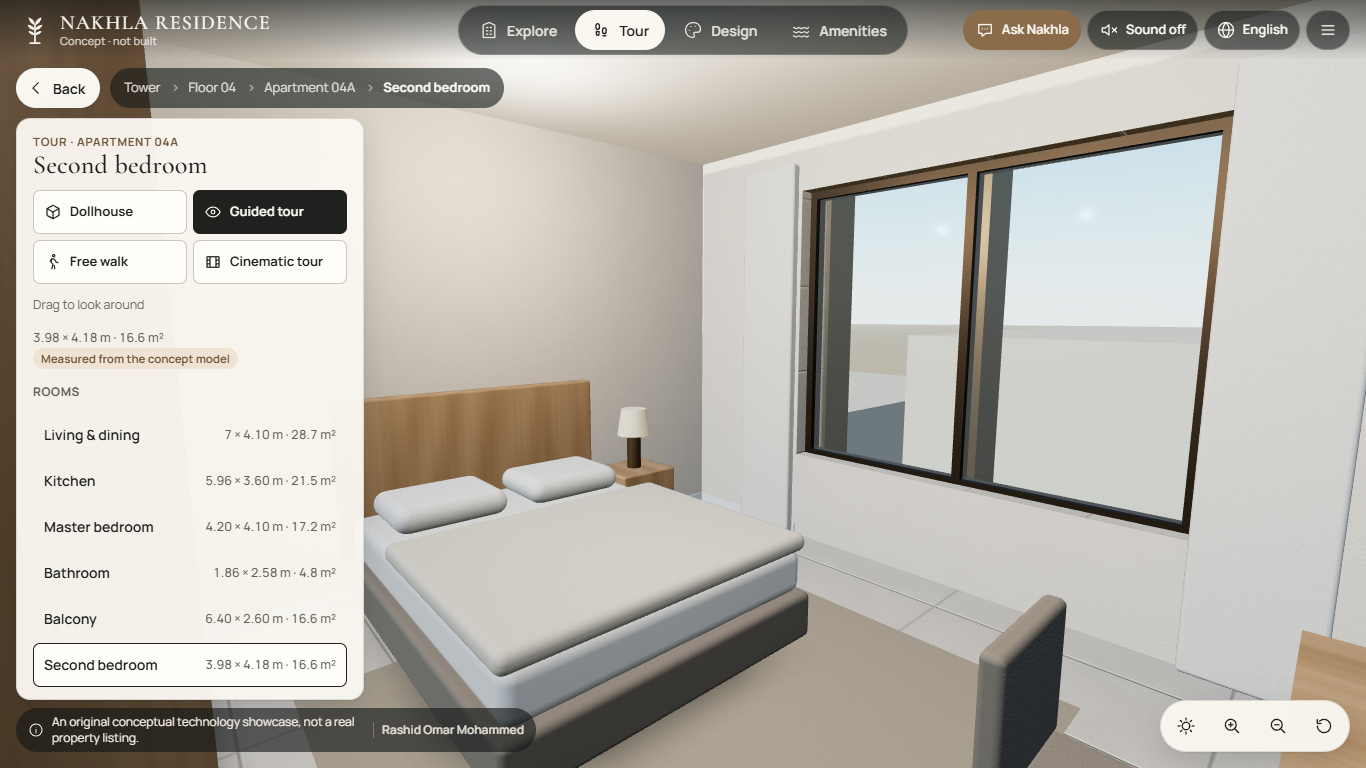 NAKHLA RESIDENCE
Concept · not built
Explore
Tour
Design
Amenities
Ask Nakhla
Sound off
English
Back
Tower › Floor 04 › Apartment 04A › Second bedroom
TOUR · APARTMENT 04A
Second bedroom
Dollhouse
Guided tour
Free walk
Cinematic tour
Drag to look around
3.98 × 4.18 m · 16.6 m²
Measured from the concept model
ROOMS
Living & dining 7 × 4.10 m · 28.7 m²
Kitchen 5.96 × 3.60 m · 21.5 m²
Master bedroom 4.20 × 4.10 m · 17.2 m²
Bathroom 1.86 × 2.58 m · 4.8 m²
Balcony 6.40 × 2.60 m · 16.6 m²
Second bedroom 3.98 × 4.18 m · 16.6 m²
An original conceptual technology showcase, not a real
property listing.
Rashid Omar Mohammed